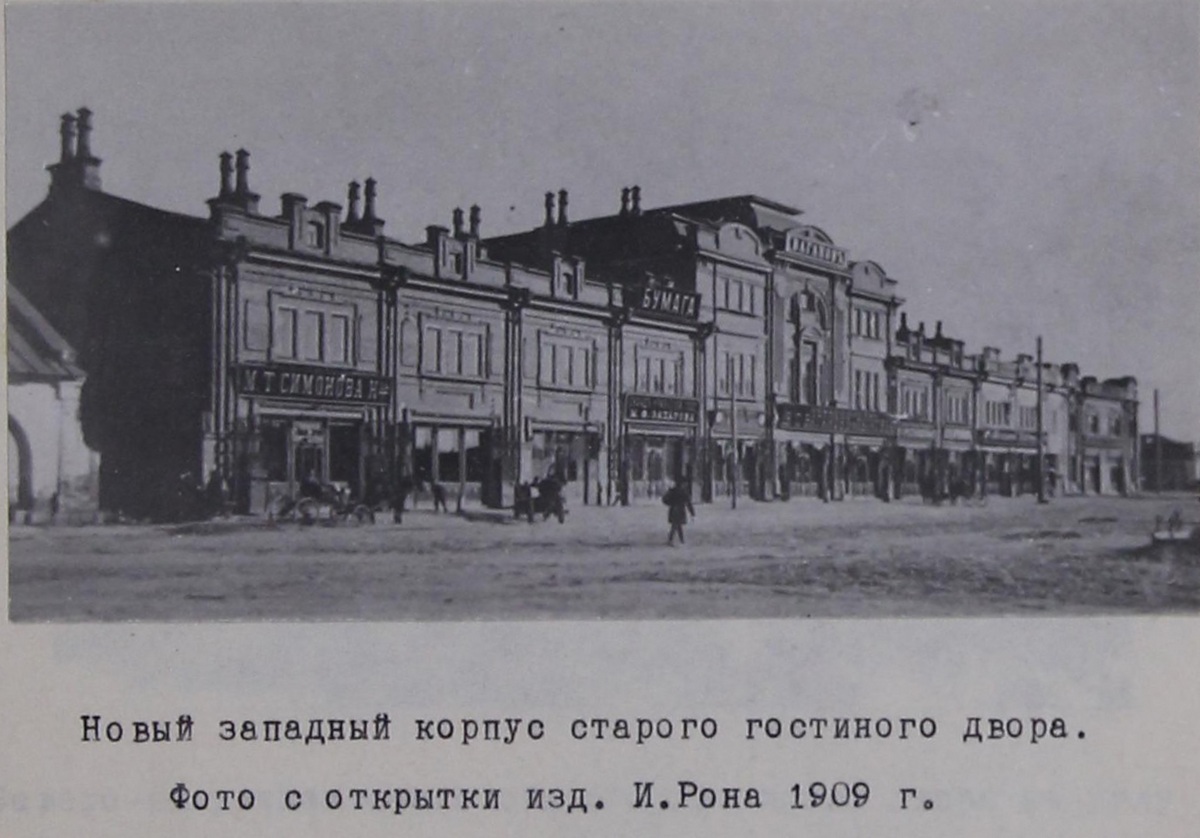 БУМАГА
М.Т СИМОНОВА Н-ки
Новый западный корпус старого гостиного двора.
Фото с открытки изд. И.Рона 1909 г.